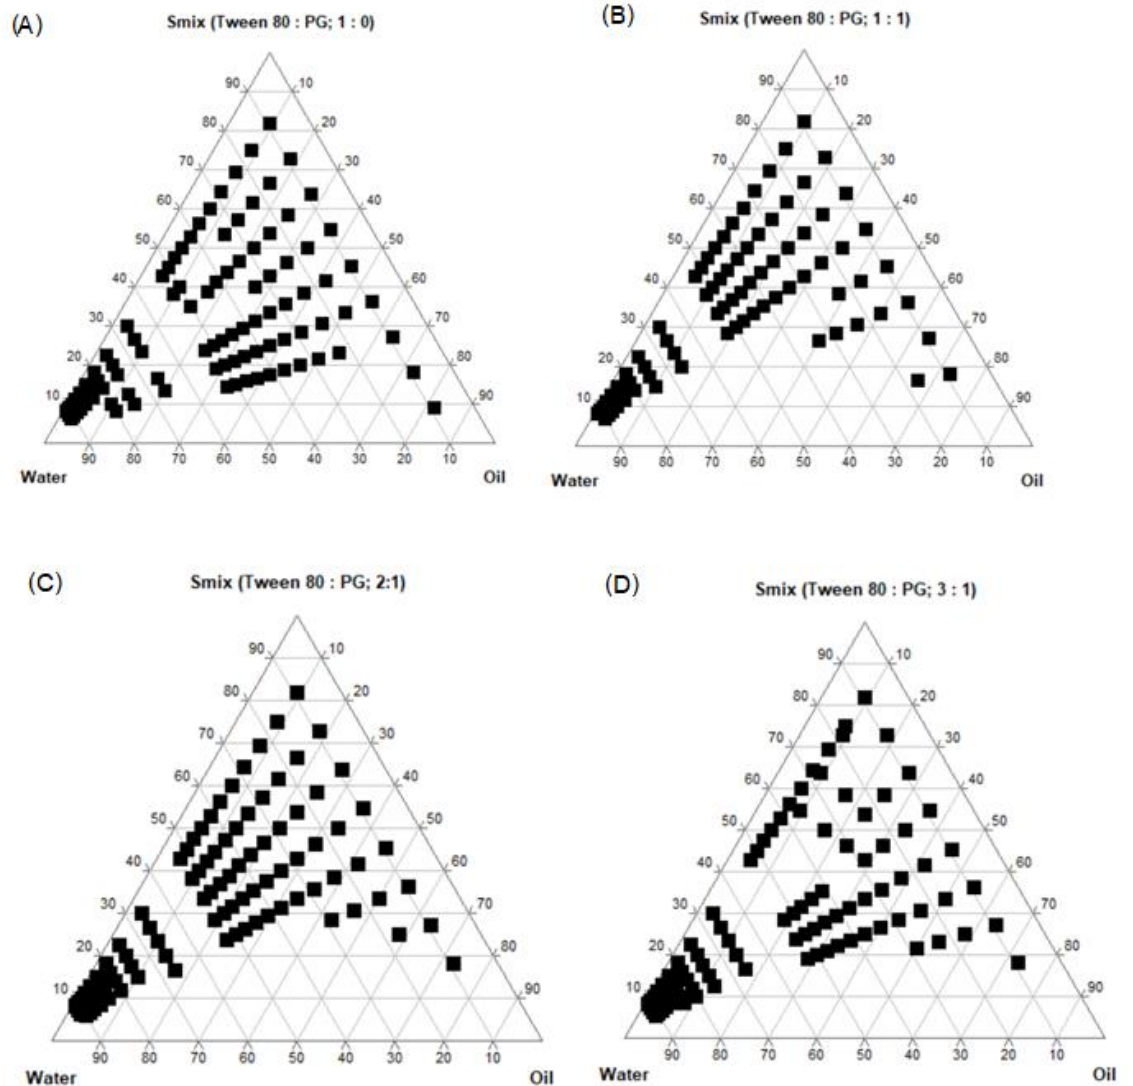 (A)
Smix (Tween 80 : PG; 1 : 0)
90 10
80 20
70 30
60 40
50 50
40 60
30 70
20 80
10 90
90 80 70 60 50 40 30 20 10
Water Oil
(B)
Smix (Tween 80 : PG; 1 : 1)
90 10
80 20
70 30
60 40
50 50
40 60
30 70
20 80
10 90
90 80 70 60 50 40 30 20 10
Water Oil
(C)
Smix (Tween 80 : PG; 2:1)
90 10
80 20
70 30
60 40
50 50
40 60
30 70
20 80
10 90
90 80 70 60 50 40 30 20 10
Water Oil
(D)
Smix (Tween 80 : PG; 3 : 1)
90 10
80 20
70 30
60 40
50 50
40 60
30 70
20 80
10 90
90 80 70 60 50 40 30 20 10
Water Oil